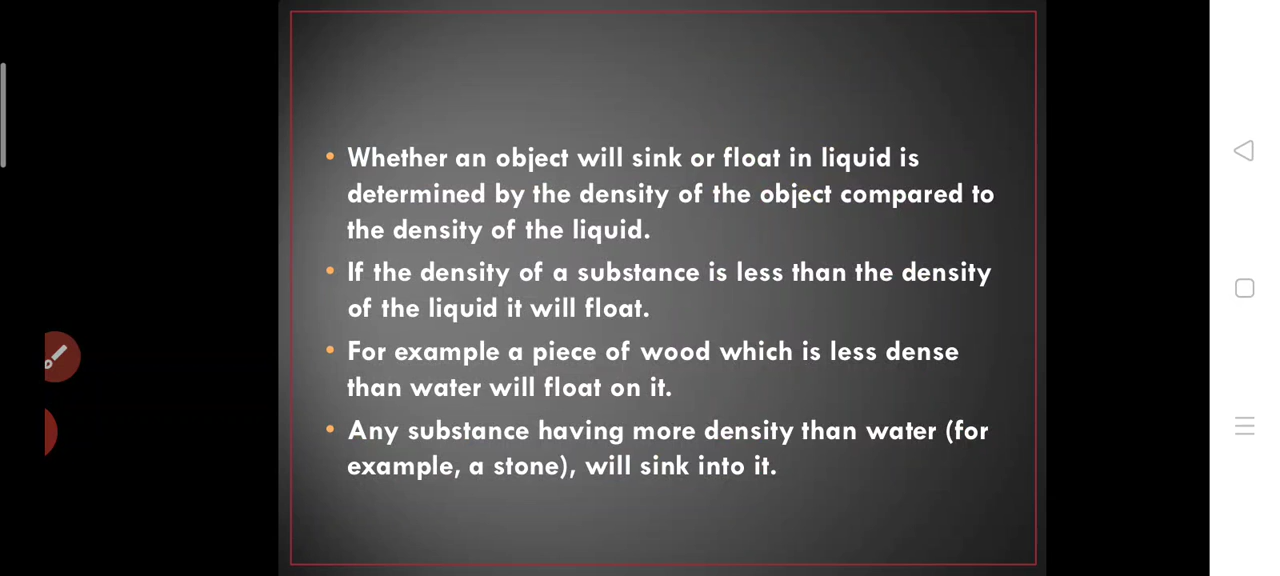 • Whether an object will sink or float in liquid is
determined by the density of the object compared to
the density of the liquid.
• If the density of a substance is less than the density
of the liquid it will float.
• For example a piece of wood which is less dense
than water will float on it.
• Any substance having more density than water (for
example, a stone), will sink into it.